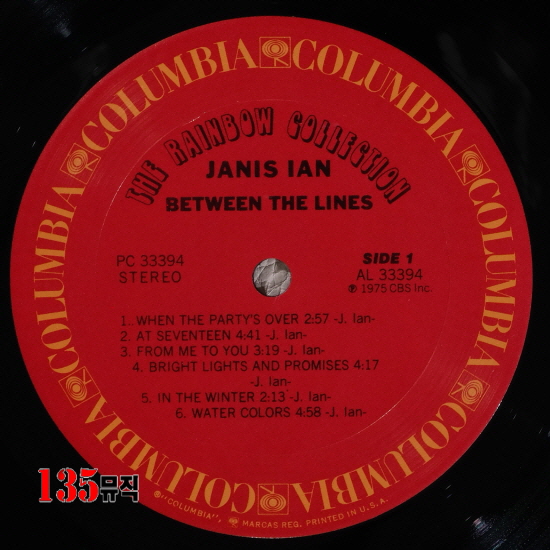 COLUMBIA COLUMBIA COLUMBIA COLUMBIA COLUMBIA COLUMBIA
THE RAINBOW COLLECTION
JANIS IAN
BETWEEN THE LINES
PC 33394
STEREO
SIDE 1
AL 33394
℗ 1975 CBS Inc.
1. WHEN THE PARTY'S OVER 2:57 -J. Ian-
2. AT SEVENTEEN 4:41 -J. Ian-
3. FROM ME TO YOU 3:19 -J. Ian-
4. BRIGHT LIGHTS AND PROMISES 4:17
-J. Ian-
5. IN THE WINTER 2:13 -J. Ian-
6. WATER COLORS 4:58 -J. Ian-
®"COLUMBIA", MARCAS REG. PRINTED IN U.S.A.
135뮤직